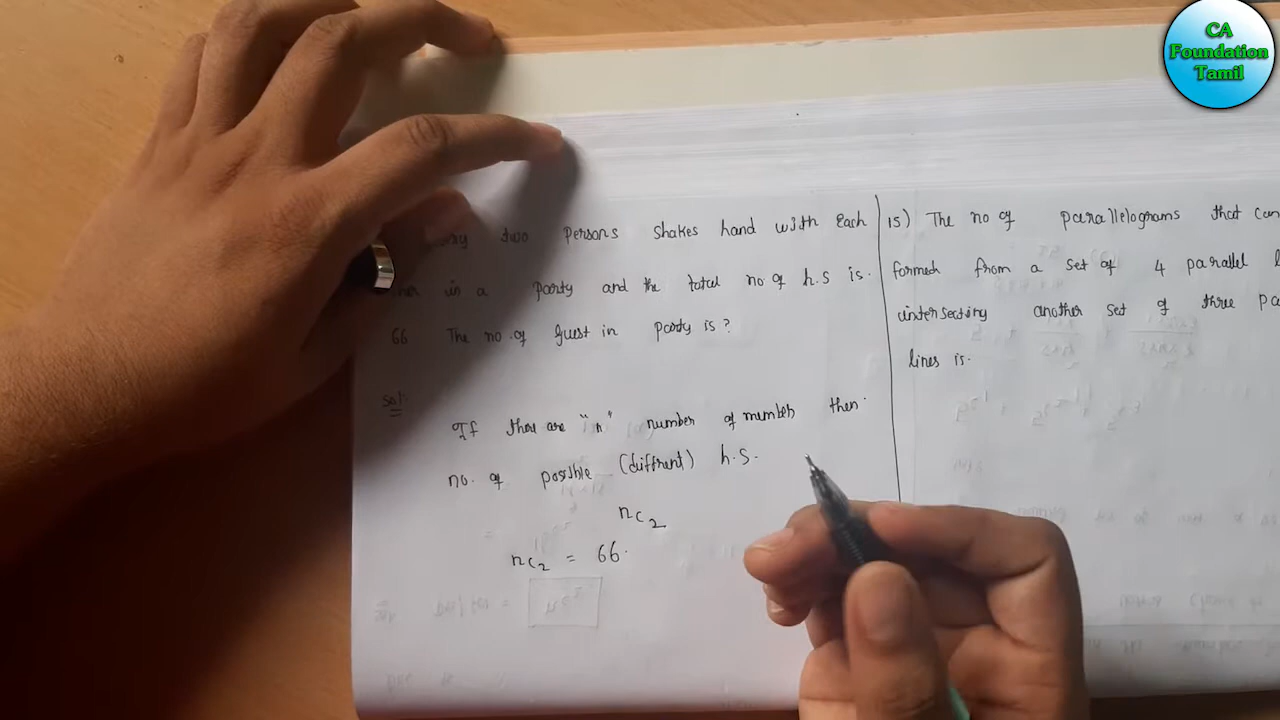 CA
Foundation
Tamil
two persons shakes hand with Each
in a party and the total no of h.s is.
66 The no. of guest in party is?
Sol:
If there are "n" number of member then
no. of possible (diffrent) h.s.
nc2
nc2 = 66.
15) The no of parallelograms that can
formed from a set of 4 parallel
intersecting another set of three
lines is.